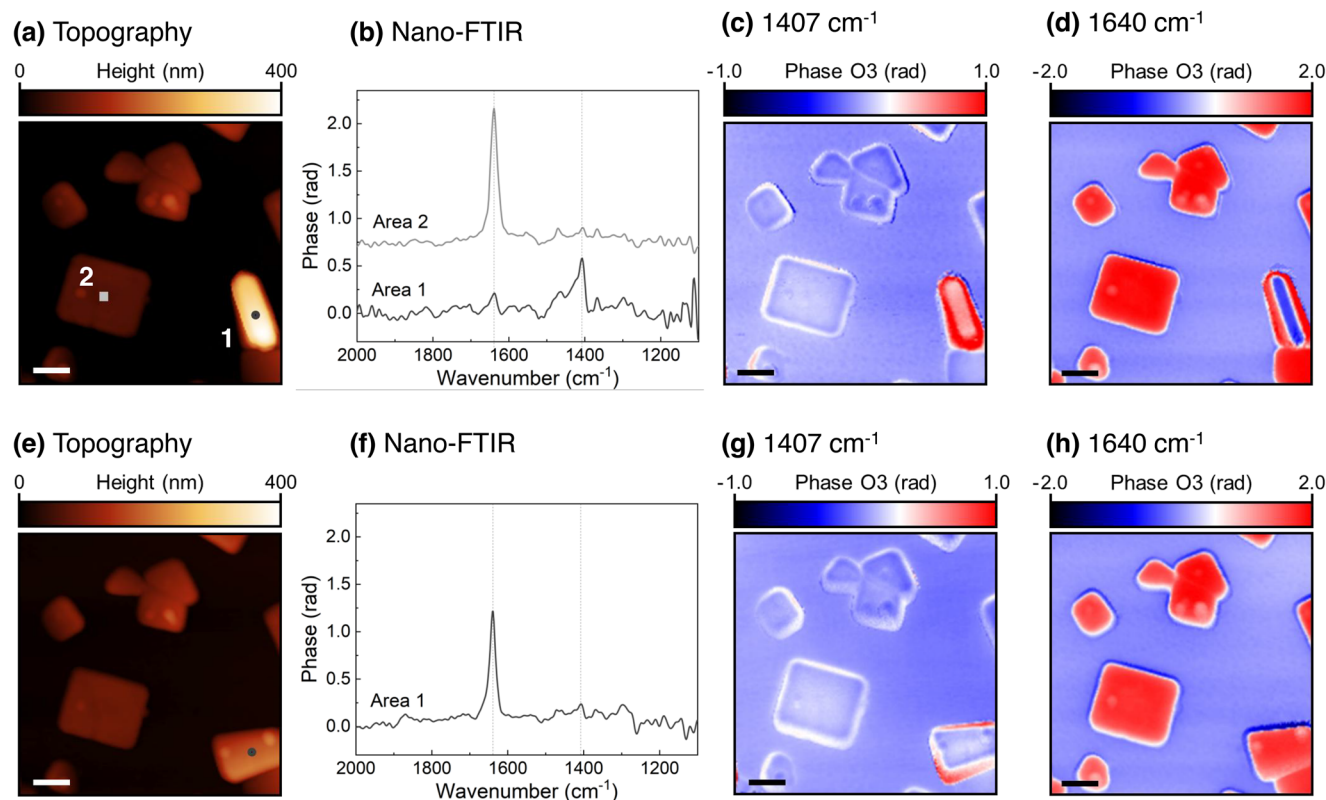 (a) Topography
0 Height (nm) 400
2
1
(b) Nano-FTIR
Phase (rad)
2.0
1.5
1.0
0.5
0.0
Area 2
Area 1
2000 1800 1600 1400 1200
Wavenumber (cm-1)
(c) 1407 cm-1
-1.0 Phase O3 (rad) 1.0
(d) 1640 cm-1
-2.0 Phase O3 (rad) 2.0
(e) Topography
0 Height (nm) 400
(f) Nano-FTIR
Phase (rad)
2.0
1.5
1.0
0.5
0.0
Area 1
2000 1800 1600 1400 1200
Wavenumber (cm-1)
(g) 1407 cm-1
-1.0 Phase O3 (rad) 1.0
(h) 1640 cm-1
-2.0 Phase O3 (rad) 2.0